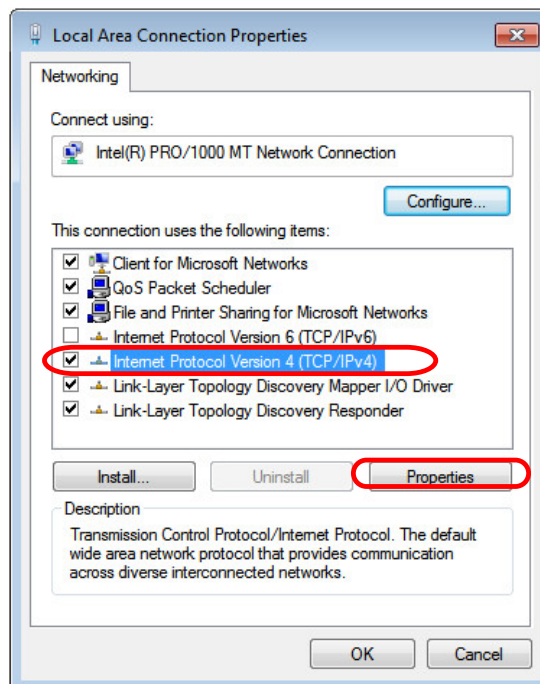 Local Area Connection Properties
Networking
Connect using:
Intel(R) PRO/1000 MT Network Connection
Configure...
This connection uses the following items:
Client for Microsoft Networks
QoS Packet Scheduler
File and Printer Sharing for Microsoft Networks
Internet Protocol Version 6 (TCP/IPv6)
Internet Protocol Version 4 (TCP/IPv4)
Link-Layer Topology Discovery Mapper I/O Driver
Link-Layer Topology Discovery Responder
Install... Uninstall Properties
Description
Transmission Control Protocol/Internet Protocol. The default
wide area network protocol that provides communication
across diverse interconnected networks.
OK Cancel